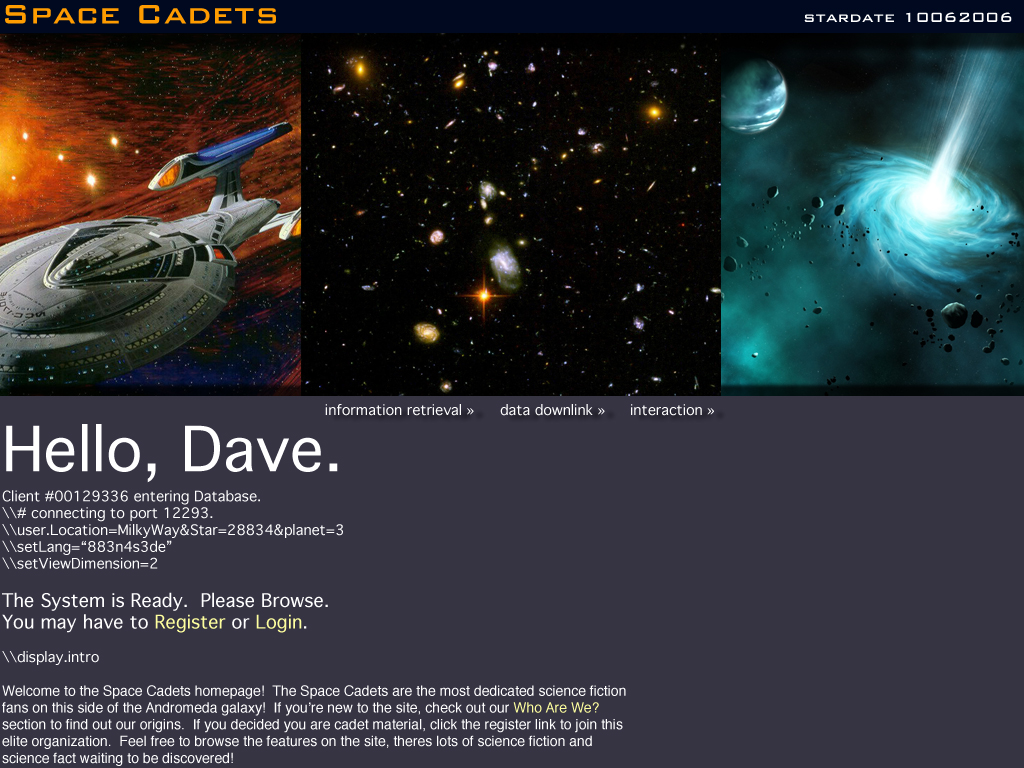 Space Cadets
stardate 10062006
information retrieval » data downlink » interaction »
Hello, Dave.
Client #00129336 entering Database.
\\# connecting to port 12293.
\\user.Location=MilkyWay&Star=28834&planet=3
\\setLang=“883n4s3de”
\\setViewDimension=2
The System is Ready.  Please Browse.
You may have to Register or Login.
\\display.intro
Welcome to the Space Cadets homepage!  The Space Cadets are the most dedicated science fiction
fans on this side of the Andromeda galaxy!  If you're new to the site, check out our Who Are We?
section to find out our origins.  If you decided you are cadet material, click the register link to join this
elite organization.  Feel free to browse the features on the site, theres lots of science fiction and
science fact waiting to be discovered!